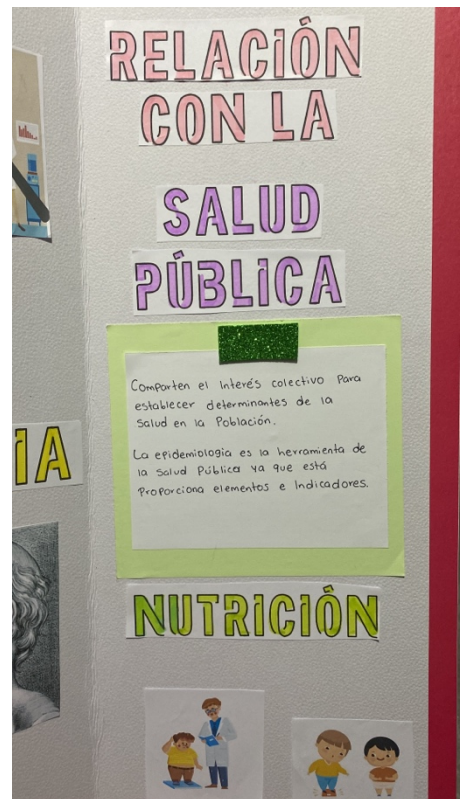 RELACIÓN
CON LA
SALUD
PÚBLICA
Comparten el Interés colectivo Para
establecer determinantes de la
Salud en la Población.
La epidemiologia es la herramienta de
la Salud Pública ya que está
Proporciona elementos e Indicadores.
IA
NUTRICIÓN